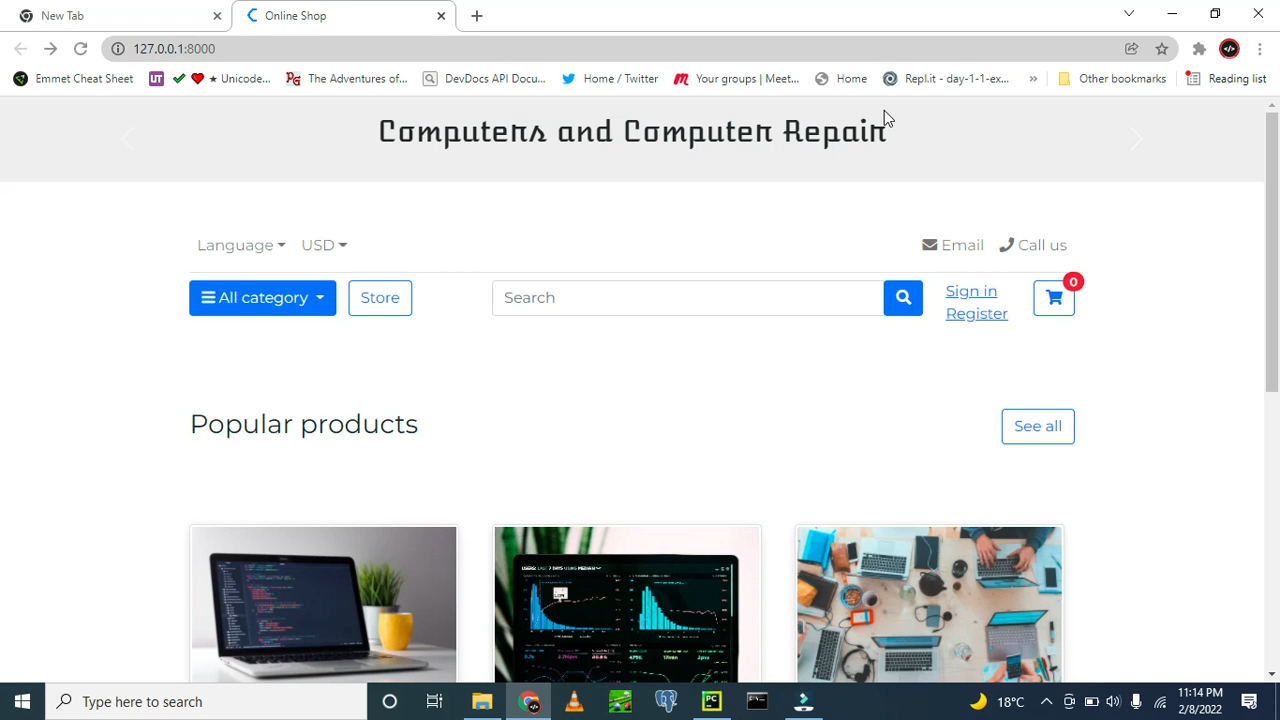 New Tab
Online Shop
127.0.0.1:8000
Emmet Cheat Sheet
UT
★ Unicode...
The Adventures of...
DevDocs API Docu...
Home / Twitter
Your groups | Meet...
Home
Repl.it - day-1-1-ex...
»
Other bookmarks
Reading list
Computers and Computer Repair
Language
USD
Email
Call us
All category
Store
Search
Sign in
Register
0
Popular products
See all
Type here to search
PC
18°C
1:14 PM
2/8/2022